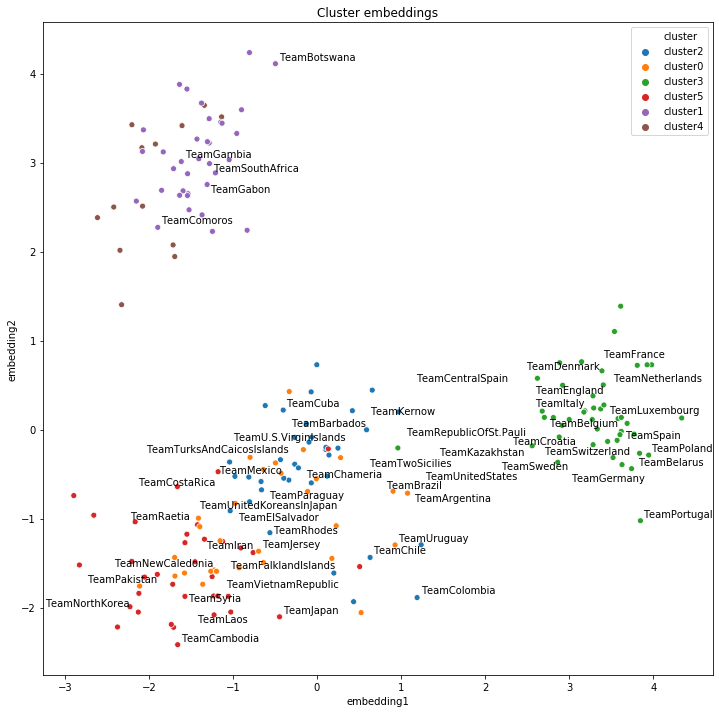 Cluster embeddings
cluster
cluster2
cluster0
cluster3
cluster5
cluster1
cluster4
TeamBotswana
TeamGambia
TeamSouthAfrica
TeamGabon
TeamComoros
TeamFrance
TeamDenmark
TeamCentralSpain
TeamNetherlands
TeamEngland
TeamItaly
TeamCuba
TeamKernow
TeamLuxembourg
TeamBarbados
TeamBelgium
TeamRepublicOfSt.Pauli
TeamU.S.VirginIslands
TeamSpain
TeamCroatia
TeamTurksAndCaicosIslands
TeamKazakhstan
TeamSwitzerland
TeamPoland
TeamTwoSicilies
TeamSweden
TeamBelarus
TeamMexico
TeamChameria
TeamUnitedStates
TeamGermany
TeamCostaRica
TeamBrazil
TeamParaguay
TeamArgentina
TeamUnitedKoreansInJapan
TeamPortugal
TeamRaetia
TeamElSalvador
TeamRhodes
TeamUruguay
TeamIran
TeamJersey
TeamChile
TeamNewCaledonia
TeamFalklandIslands
TeamPakistan
TeamVietnamRepublic
TeamColombia
TeamNorthKorea
TeamSyria
TeamJapan
TeamLaos
TeamCambodia
embedding2
4
3
2
1
0
−1
−2
−3
−2
−1
0
1
2
3
4
embedding1